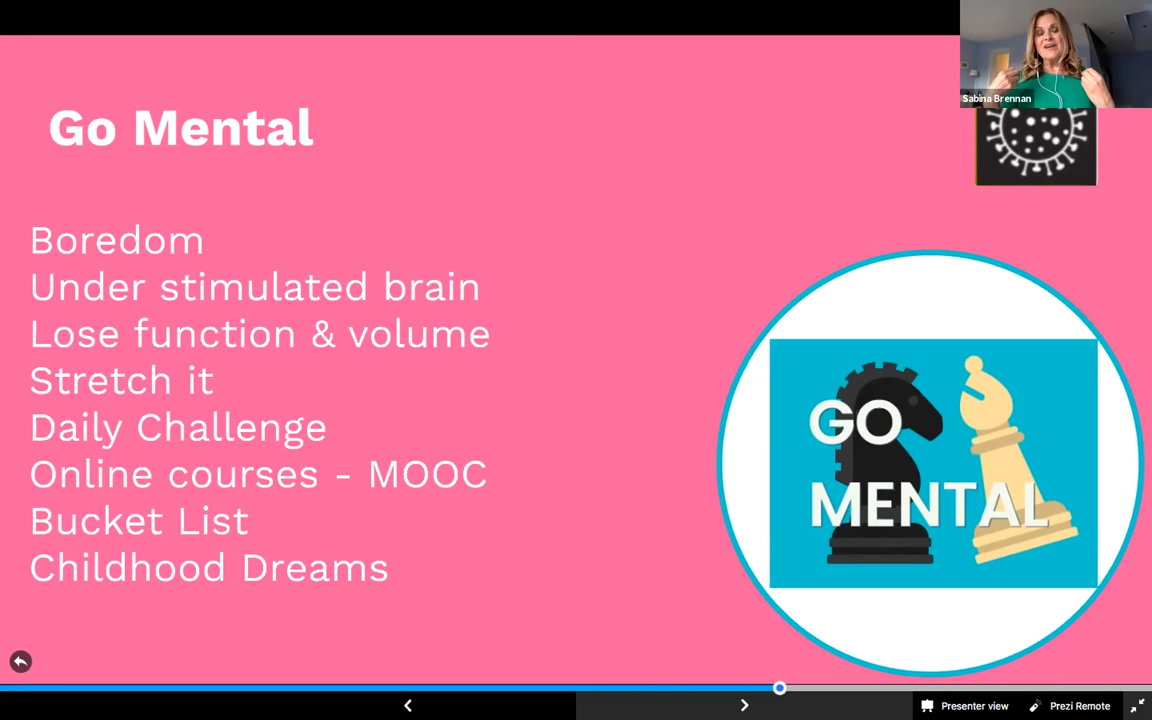 Sabina Brennan
Go Mental
Boredom
Under stimulated brain
Lose function & volume
Stretch it
Daily Challenge
Online courses - MOOC
Bucket List
Childhood Dreams
GO
MENTAL
Presenter view
Prezi Remote